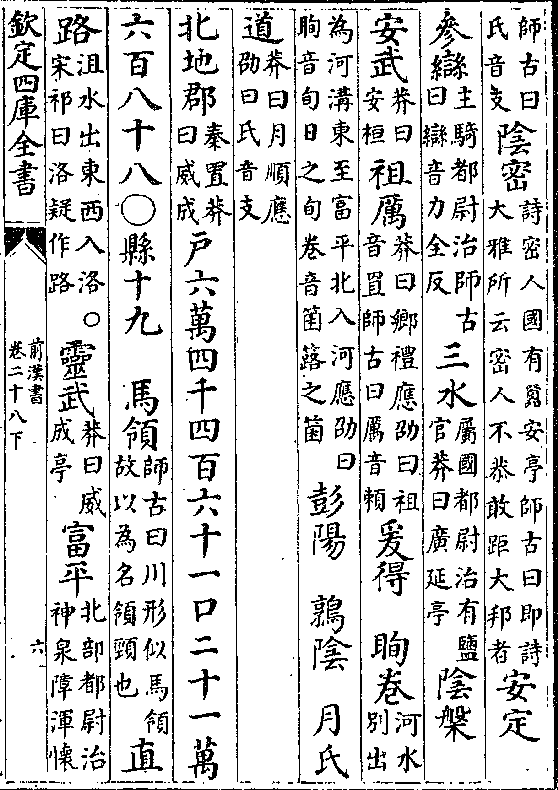 師古曰氏音支陰密詩密人國有嚻安亭師古曰即詩大雅所云密人不恭敢距大邦者安定
參䜌主騎都尉治師古曰䜌音力全反三水屬國都尉治有鹽官莽曰廣延亭陰槃
安武莽曰安桓祖厲莽曰鄉禮應劭曰祖音罝師古曰厲音賴爰得眗卷河水別出
為河溝東至富平北入河應劭曰眗音旬日之旬卷音箘簬之箘彭陽鶉陰月氏
道莽曰月順應劭曰氏音支
北地郡秦置莽曰威成戶六萬四千四百六十一口二十一萬
六百八十八○縣十九馬領師古曰川形似馬領故以為名領頸也直
路沮水出東西入洛○宋祁曰洛疑作路靈武莽曰威成亭富平北部都尉治神泉障渾懷
欽定四庫全書
前漢書卷二十八下
六